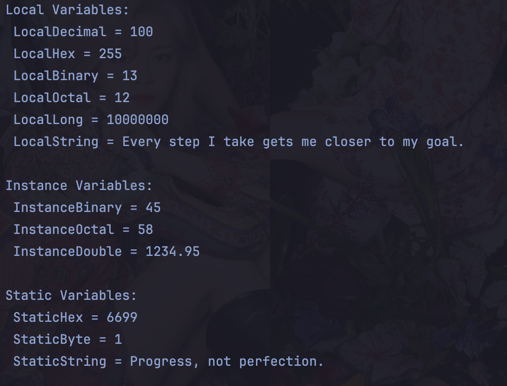 Local Variables:
LocalDecimal = 100
LocalHex = 255
LocalBinary = 13
LocalOctal = 12
LocalLong = 10000000
LocalString = Every step I take gets me closer to my goal.
Instance Variables:
InstanceBinary = 45
InstanceOctal = 58
InstanceDouble = 1234.95
Static Variables:
StaticHex = 6699
StaticByte = 1
StaticString = Progress, not perfection.